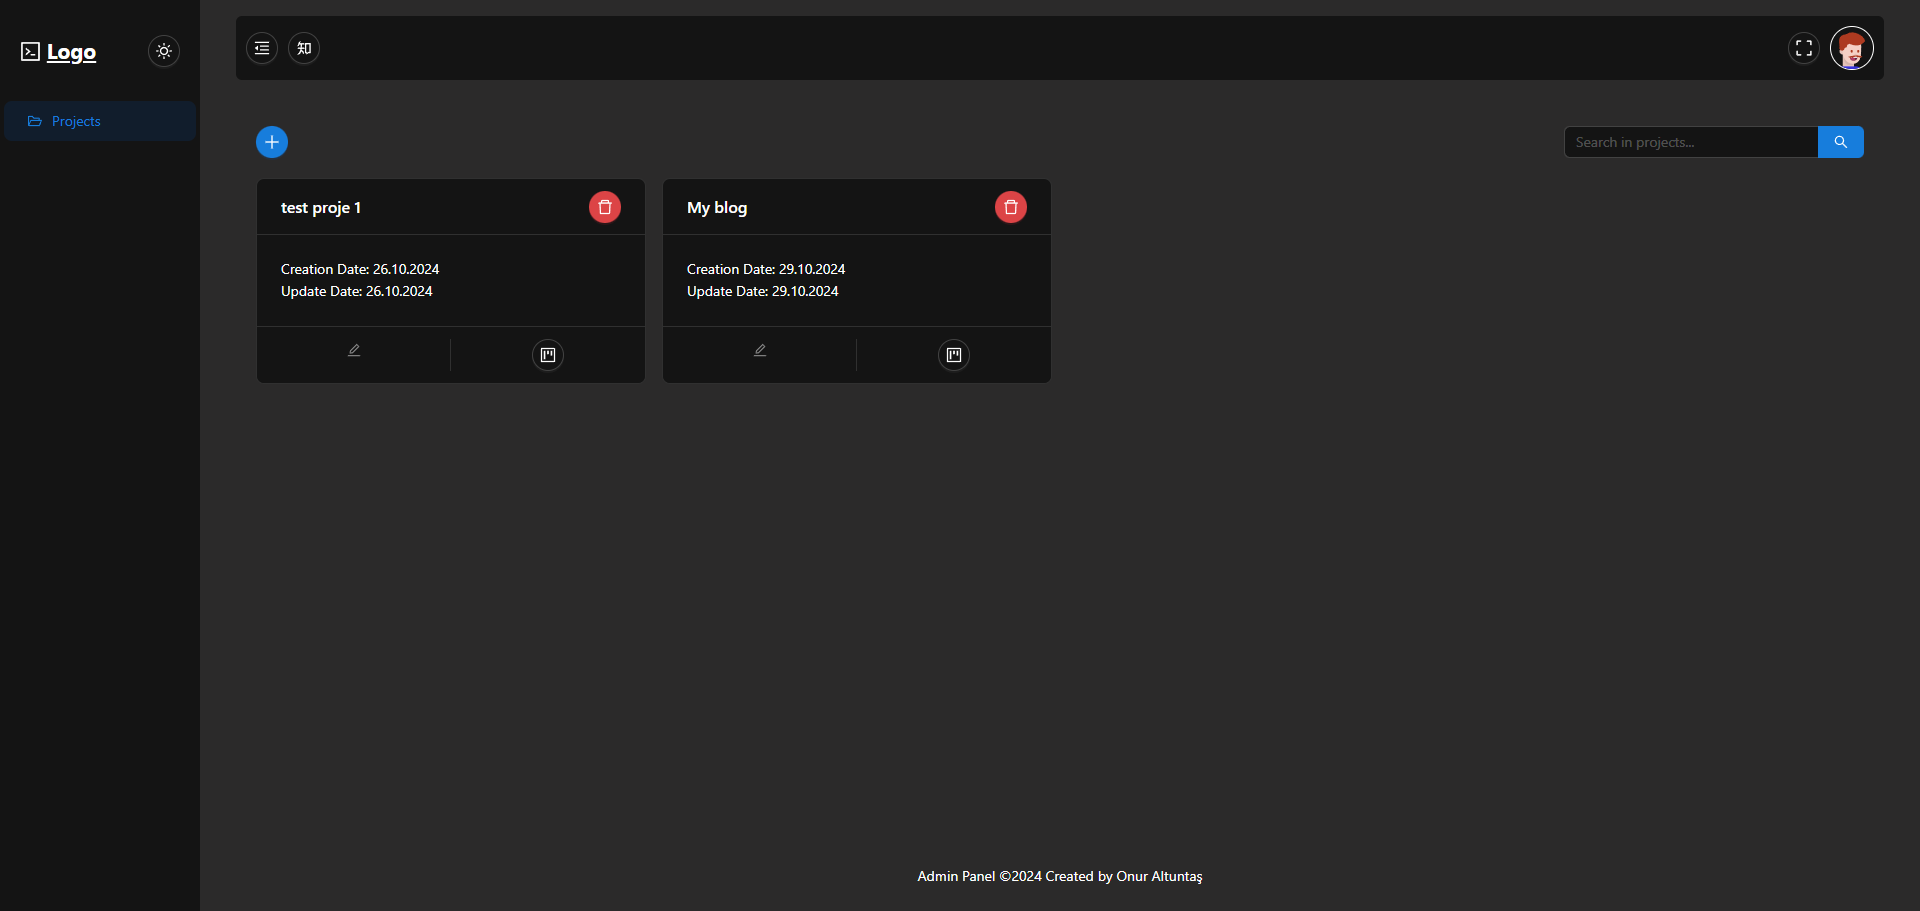 Logo
知
Projects
Search in projects...
test proje 1
My blog
Creation Date: 26.10.2024
Update Date: 26.10.2024
Creation Date: 29.10.2024
Update Date: 29.10.2024
Admin Panel ©2024 Created by Onur Altuntaş